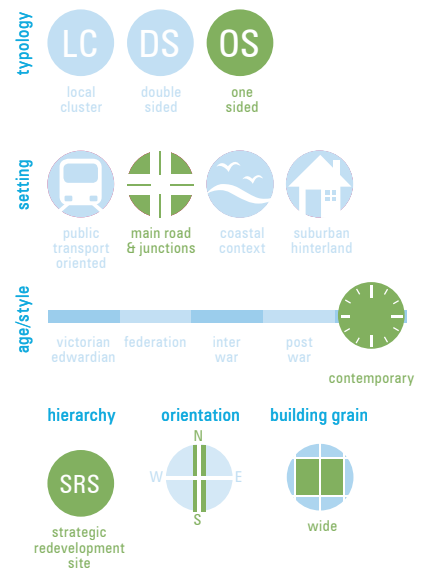 typology
LC
DS
OS
local
cluster
double
sided
one
sided
setting
public
transport
oriented
main road
& junctions
coastal
context
suburban
hinterland
age/style
victorian
edwardian
federation
inter
war
post
war
contemporary
hierarchy
orientation
building grain
SRS
strategic
redevelopment
site
N
W
E
S
wide